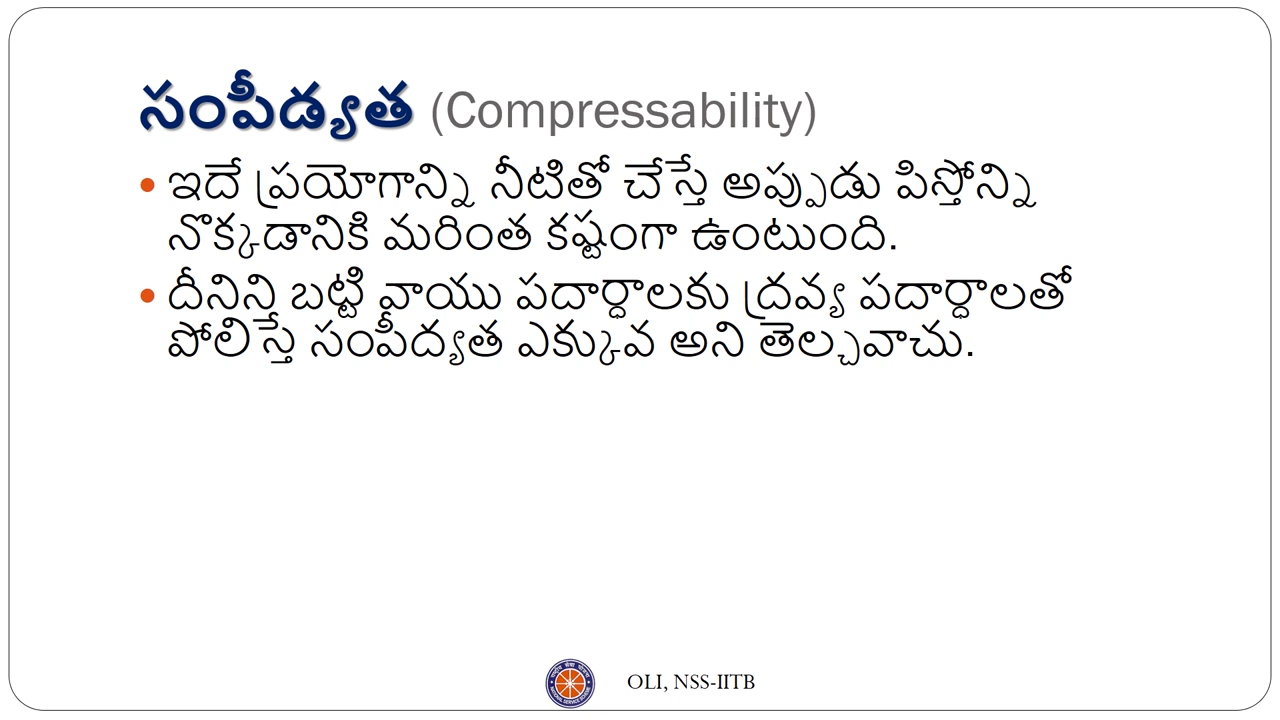 సంపీడ్యత (Compressability)
• ఇదే ప్రయోగాన్ని నీటితో చేస్తే అప్పుడు పిస్తోన్ని
నొక్కడానికి మరింత కష్టంగా ఉంటుంది.
• దీనిని బట్టి వాయు పదార్ధాలకు ద్రవ్య పదార్ధాలతో
పోలిస్తే సంపీద్యత ఎక్కువ అని తెల్చవాచు.
OLI, NSS-IITB